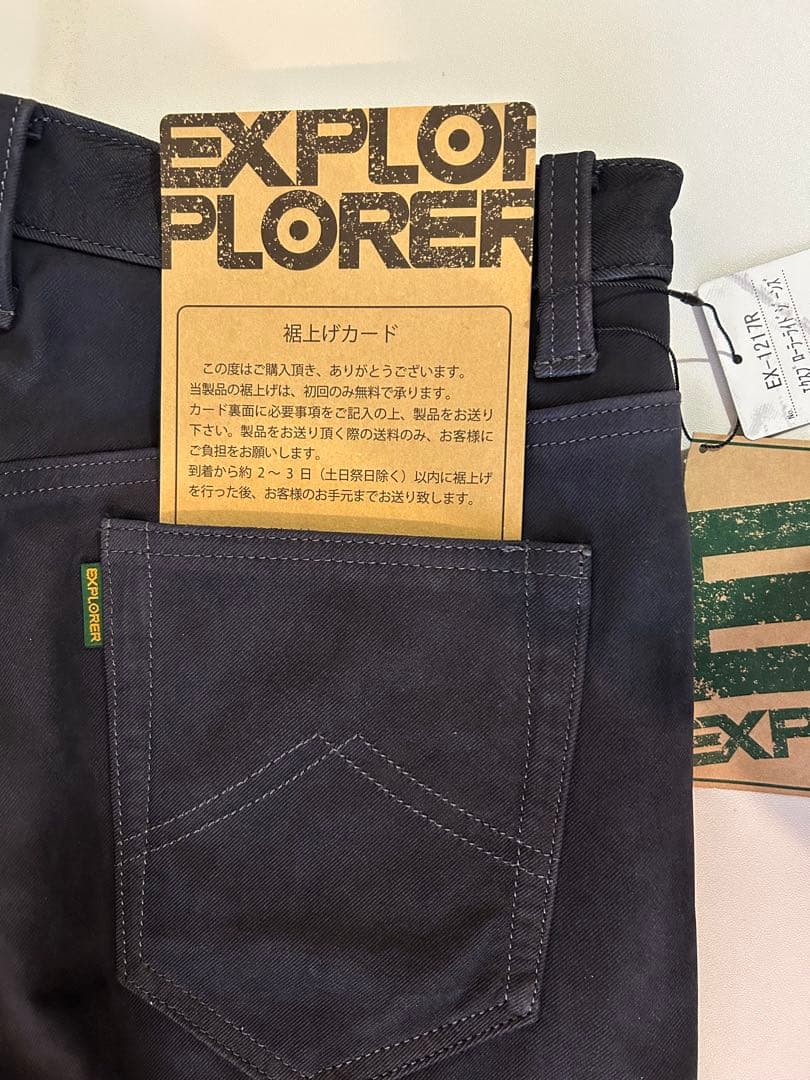 EXPLOR
PLORER
裾上げカード
この度はご購入頂き、ありがとうございます。
当製品の裾上げは、初回のみ無料で承ります。
カード裏面に必要事項をご記入の上、製品をお送り
下さい。製品をお送り頂く際の送料のみ、お客様に
ご負担をお願いします。
到着から約 2～3 日（土日祭日除く）以内に裾上げ
を行った後、お客様のお手元までお送り致します。
EXPLORER
No. EX-1217R
EXP